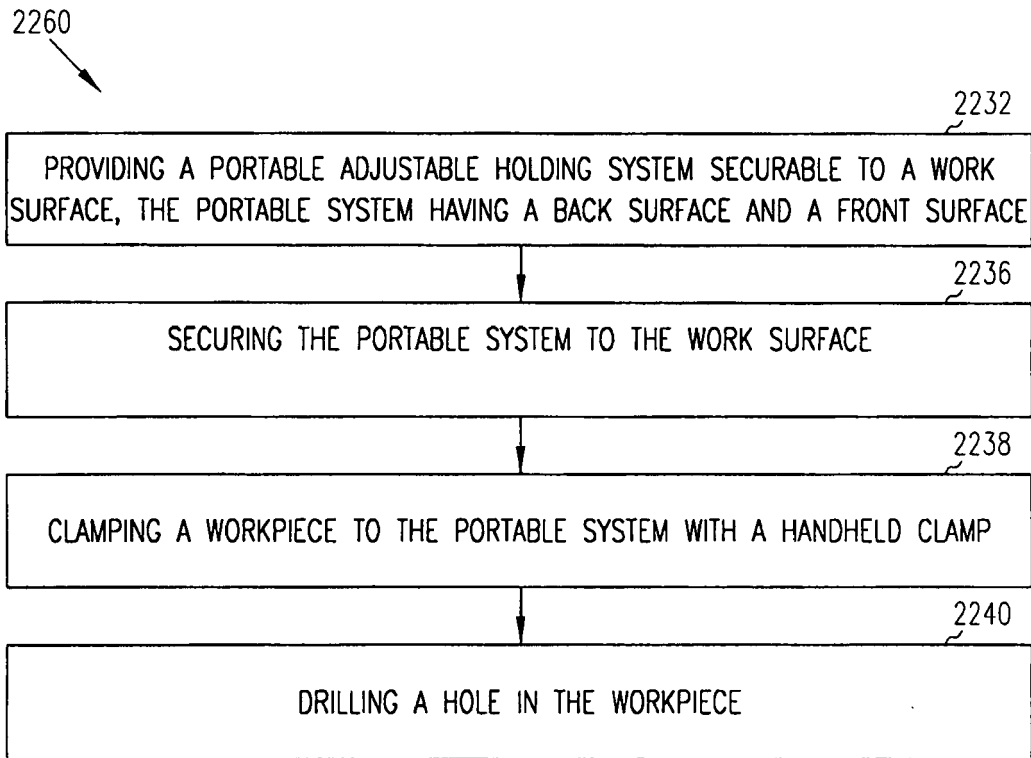 2260
2232
PROVIDING A PORTABLE ADJUSTABLE HOLDING SYSTEM SECURABLE TO A WORK
SURFACE, THE PORTABLE SYSTEM HAVING A BACK SURFACE AND A FRONT SURFACE
2236
SECURING THE PORTABLE SYSTEM TO THE WORK SURFACE
2238
CLAMPING A WORKPIECE TO THE PORTABLE SYSTEM WITH A HANDHELD CLAMP
2240
DRILLING A HOLE IN THE WORKPIECE